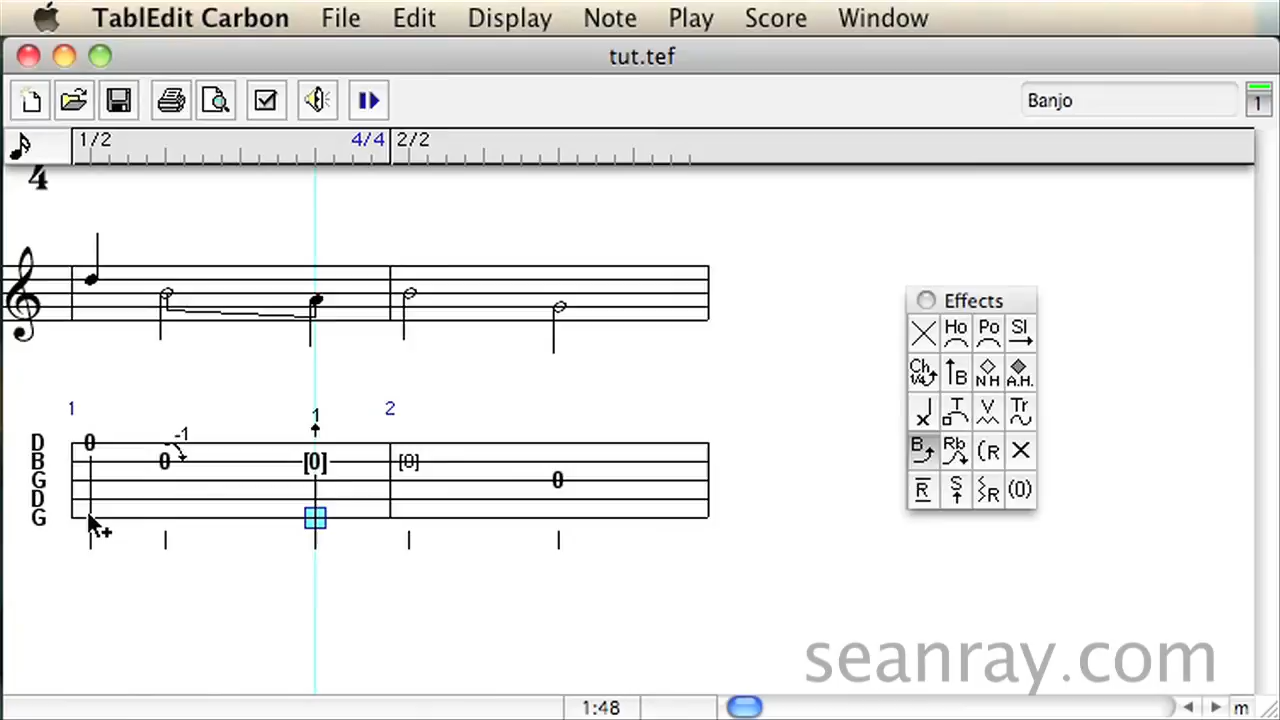 TablEdit Carbon File Edit Display Note Play Score Window
tut.tef
Banjo 1
1/2 4/4 2/2
4
Effects
Ho Po Sl
Ch 1/4 B NH A.H.
T V Tr
B Rb (R X
R S R (0)
1 1 2
-1
D 0
B 0 [0] [0]
G 0
D
G
seanray.com
1:48 m